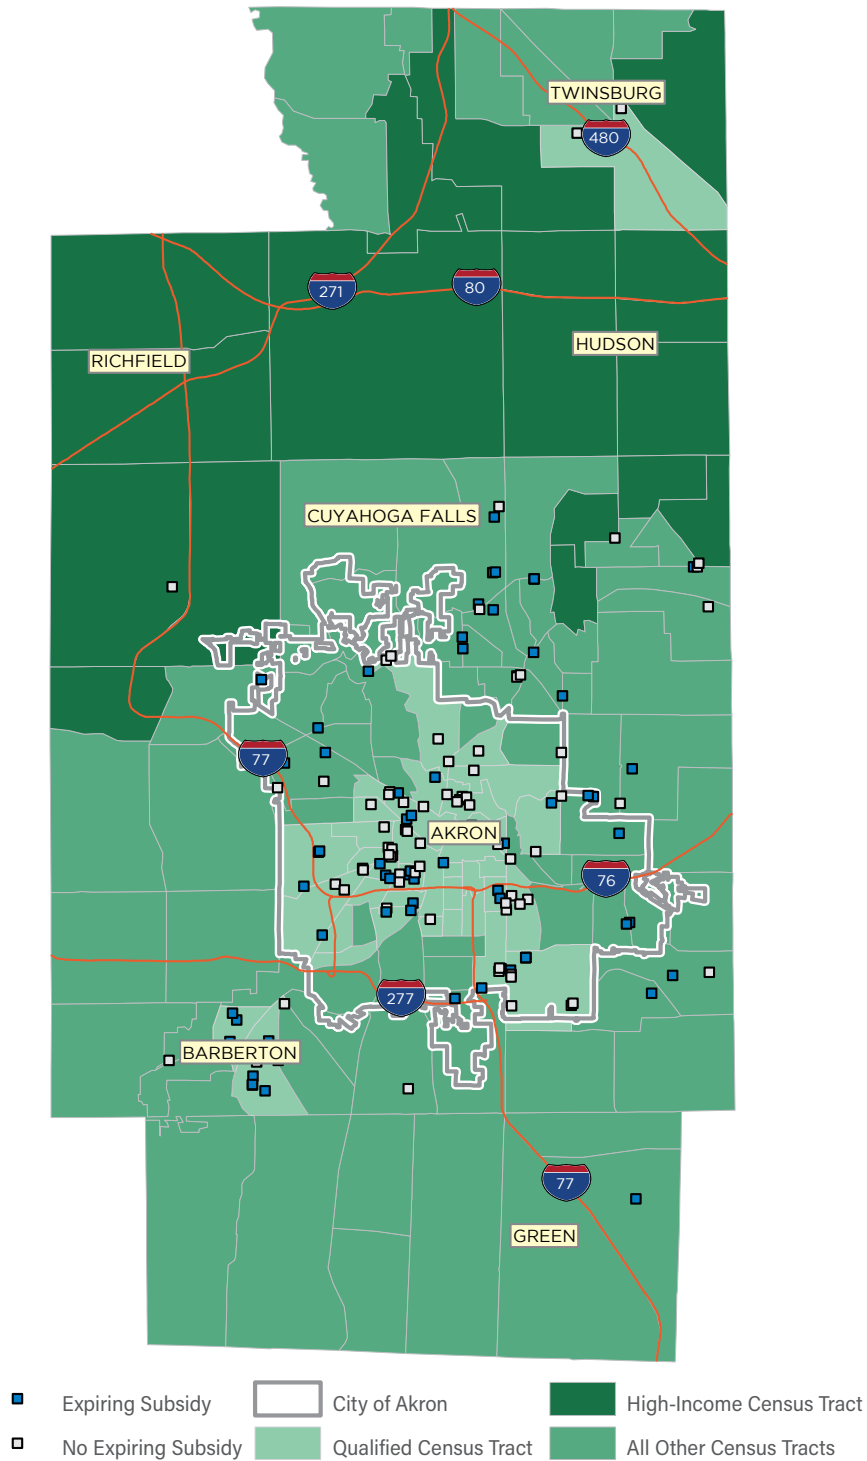 TWINSBURG
480
271
80
HUDSON
RICHFIELD
CUYAHOGA FALLS
77
AKRON
76
277
BARBERTON
77
GREEN
Expiring Subsidy
City of Akron
High-Income Census Tract
No Expiring Subsidy
Qualified Census Tract
All Other Census Tracts